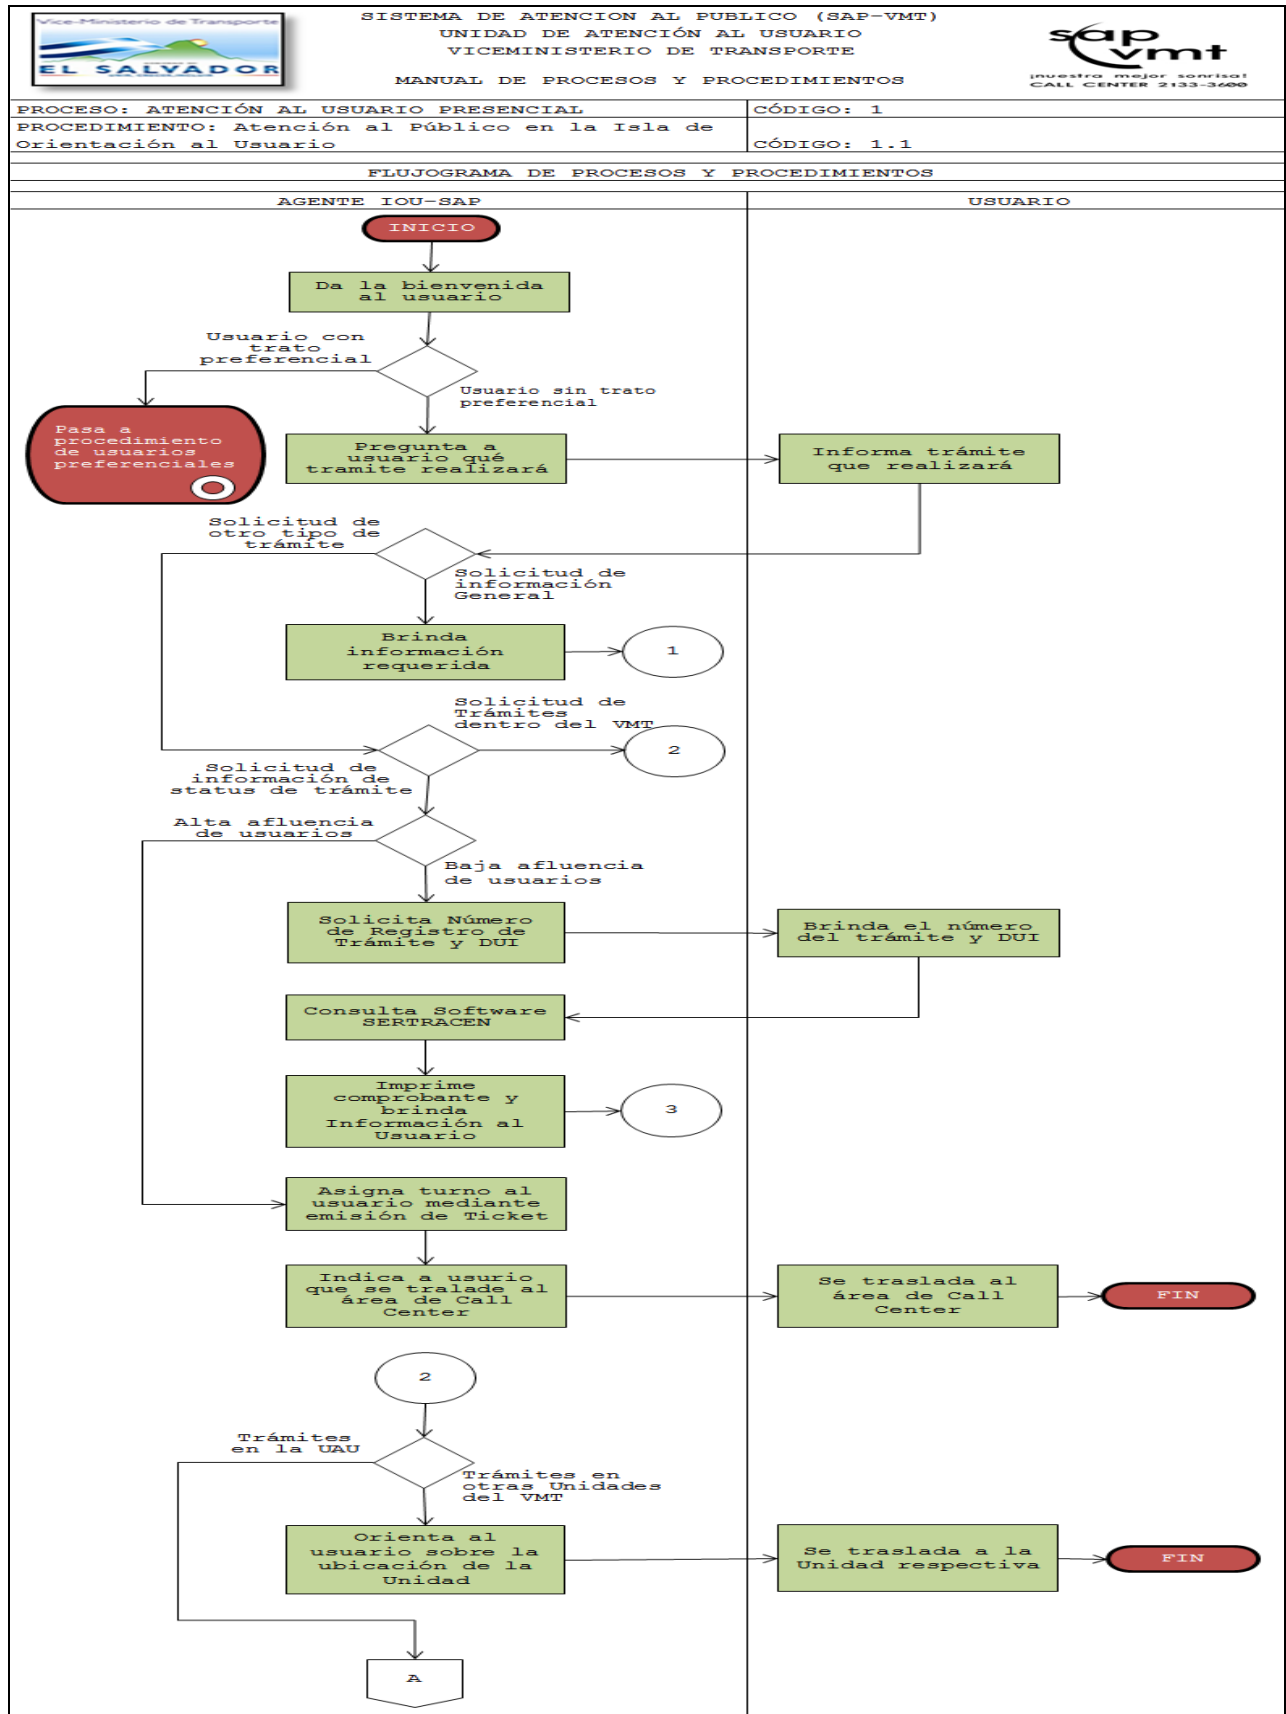 Vice-Ministerio de Transporte
EL SALVADOR
SISTEMA DE ATENCION AL PUBLICO (SAP-VMT)
UNIDAD DE ATENCIÓN AL USUARIO
VICEMINISTERIO DE TRANSPORTE
MANUAL DE PROCESOS Y PROCEDIMIENTOS
sap
vmt
¡nuestra mejor sonrisa!
CALL CENTER 2133-3600
PROCESO: ATENCIÓN AL USUARIO PRESENCIAL
CÓDIGO: 1
PROCEDIMIENTO: Atención al Público en la Isla de
Orientación al Usuario
CÓDIGO: 1.1
FLUJOGRAMA DE PROCESOS Y PROCEDIMIENTOS
AGENTE IOU-SAP
USUARIO
INICIO
Da la bienvenida
al usuario
Usuario con
trato
preferencial
Usuario sin trato
preferencial
Pasa a
procedimiento
de usuarios
preferenciales
Pregunta a
usuario qué
tramite realizará
Informa trámite
que realizará
Solicitud de
otro tipo de
trámite
Solicitud de
información
General
Brinda
información
requerida
1
Solicitud de
Trámites
dentro del VMT
2
Solicitud de
información de
status de trámite
Alta afluencia
de usuarios
Baja afluencia
de usuarios
Solicita Número
de Registro de
Trámite y DUI
Brinda el número
del trámite y DUI
Consulta Software
SERTRACEN
Imprime
comprobante y
brinda
Información al
Usuario
3
Asigna turno al
usuario mediante
emisión de Ticket
Indica a usurio
que se tralade al
área de Call
Center
Se traslada al
área de Call
Center
FIN
2
Trámites
en la UAU
Trámites en
otras Unidades
del VMT
Orienta al
usuario sobre la
ubicación de la
Unidad
Se traslada a la
Unidad respectiva
FIN
A